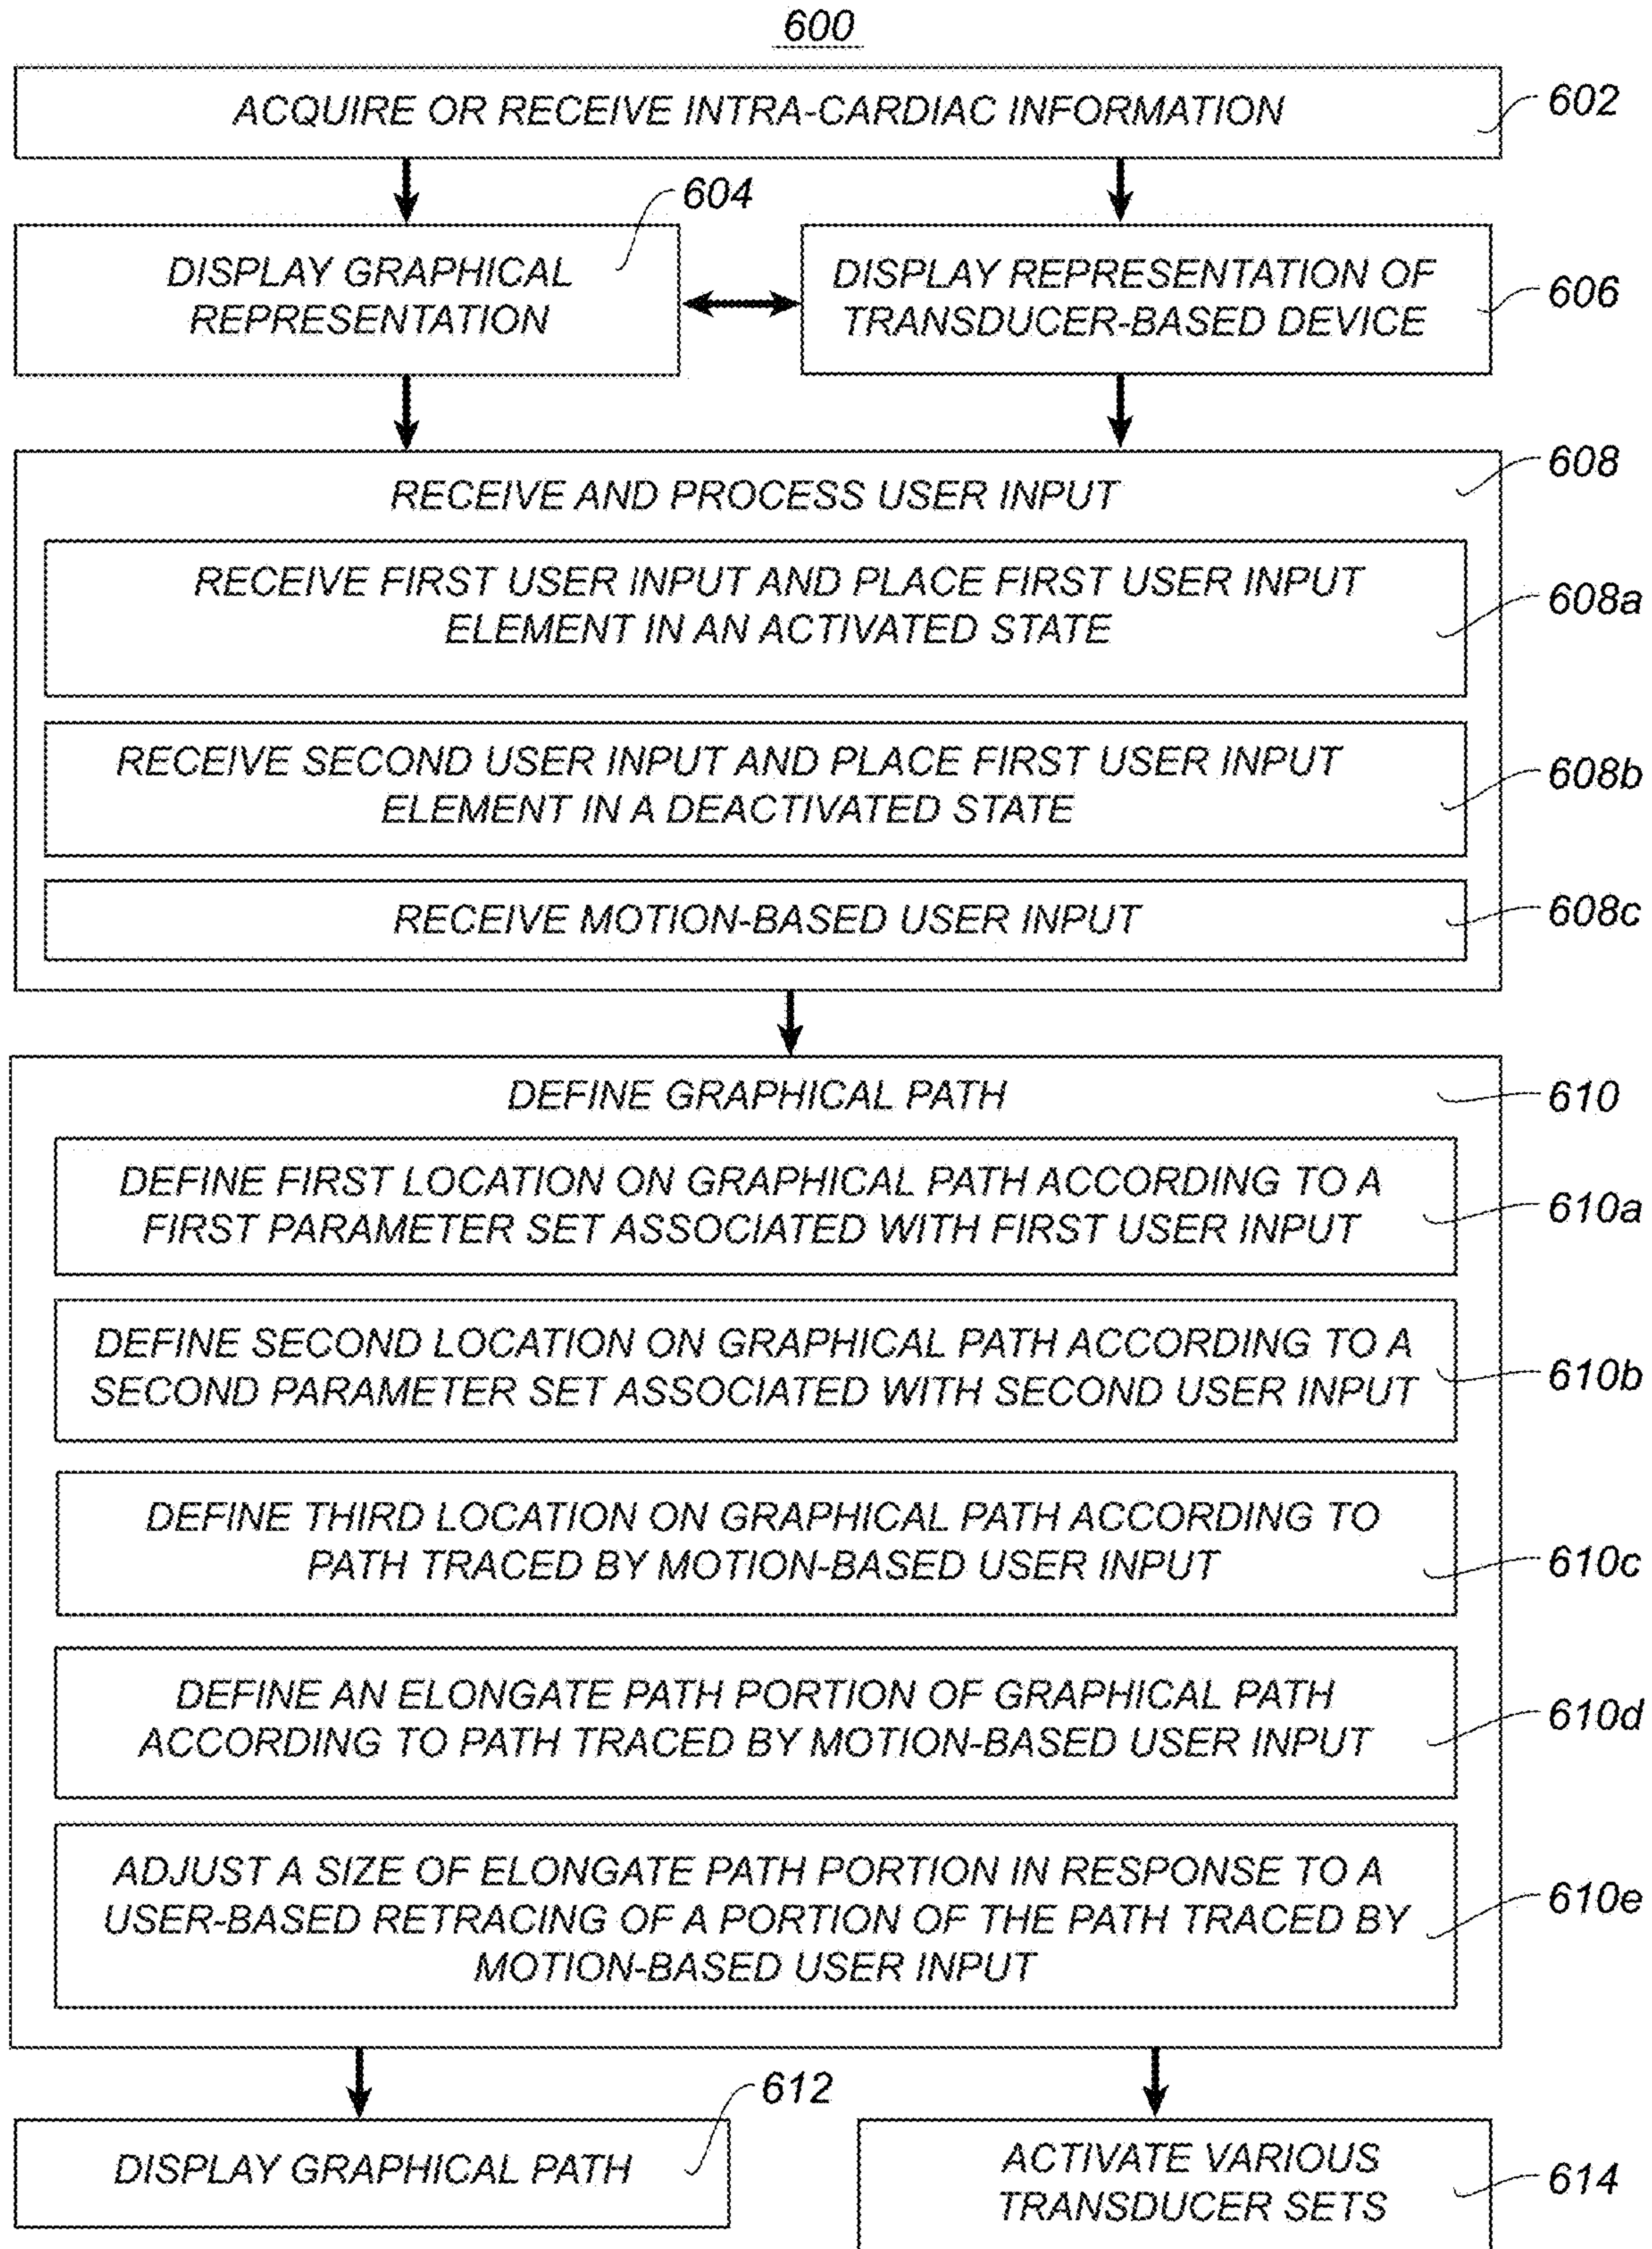 600
ACQUIRE OR RECEIVE INTRA-CARDIAC INFORMATION
602
604
DISPLAY GRAPHICAL
REPRESENTATION
DISPLAY REPRESENTATION OF
TRANSDUCER-BASED DEVICE
606
RECEIVE AND PROCESS USER INPUT
608
RECEIVE FIRST USER INPUT AND PLACE FIRST USER INPUT
ELEMENT IN AN ACTIVATED STATE
608a
RECEIVE SECOND USER INPUT AND PLACE FIRST USER INPUT
ELEMENT IN A DEACTIVATED STATE
608b
RECEIVE MOTION-BASED USER INPUT
608c
DEFINE GRAPHICAL PATH
610
DEFINE FIRST LOCATION ON GRAPHICAL PATH ACCORDING TO A
FIRST PARAMETER SET ASSOCIATED WITH FIRST USER INPUT
610a
DEFINE SECOND LOCATION ON GRAPHICAL PATH ACCORDING TO A
SECOND PARAMETER SET ASSOCIATED WITH SECOND USER INPUT
610b
DEFINE THIRD LOCATION ON GRAPHICAL PATH ACCORDING TO
PATH TRACED BY MOTION-BASED USER INPUT
610c
DEFINE AN ELONGATE PATH PORTION OF GRAPHICAL PATH
ACCORDING TO PATH TRACED BY MOTION-BASED USER INPUT
610d
ADJUST A SIZE OF ELONGATE PATH PORTION IN RESPONSE TO A
USER-BASED RETRACING OF A PORTION OF THE PATH TRACED BY
MOTION-BASED USER INPUT
610e
612
DISPLAY GRAPHICAL PATH
ACTIVATE VARIOUS
TRANSDUCER SETS
614